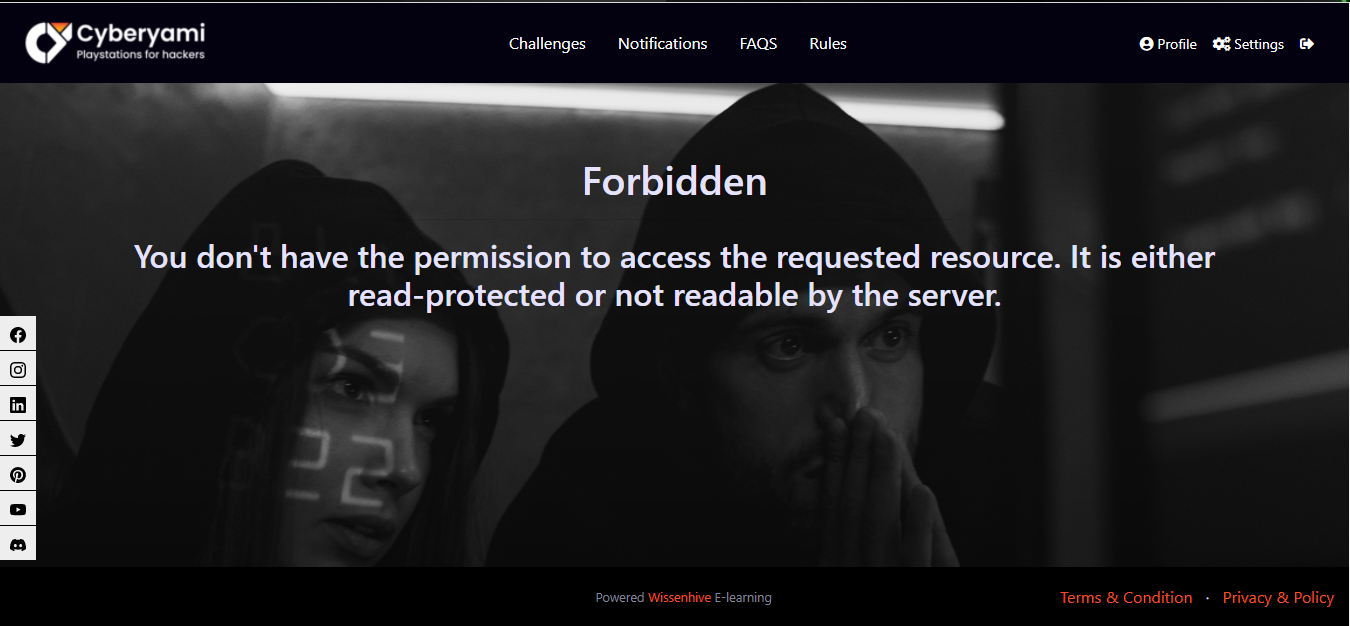 Cyberyami
Playstations for hackers
Challenges Notifications FAQS Rules
Profile Settings
Forbidden
You don't have the permission to access the requested resource. It is either
read-protected or not readable by the server.
Powered Wissenhive E-learning
Terms & Condition · Privacy & Policy